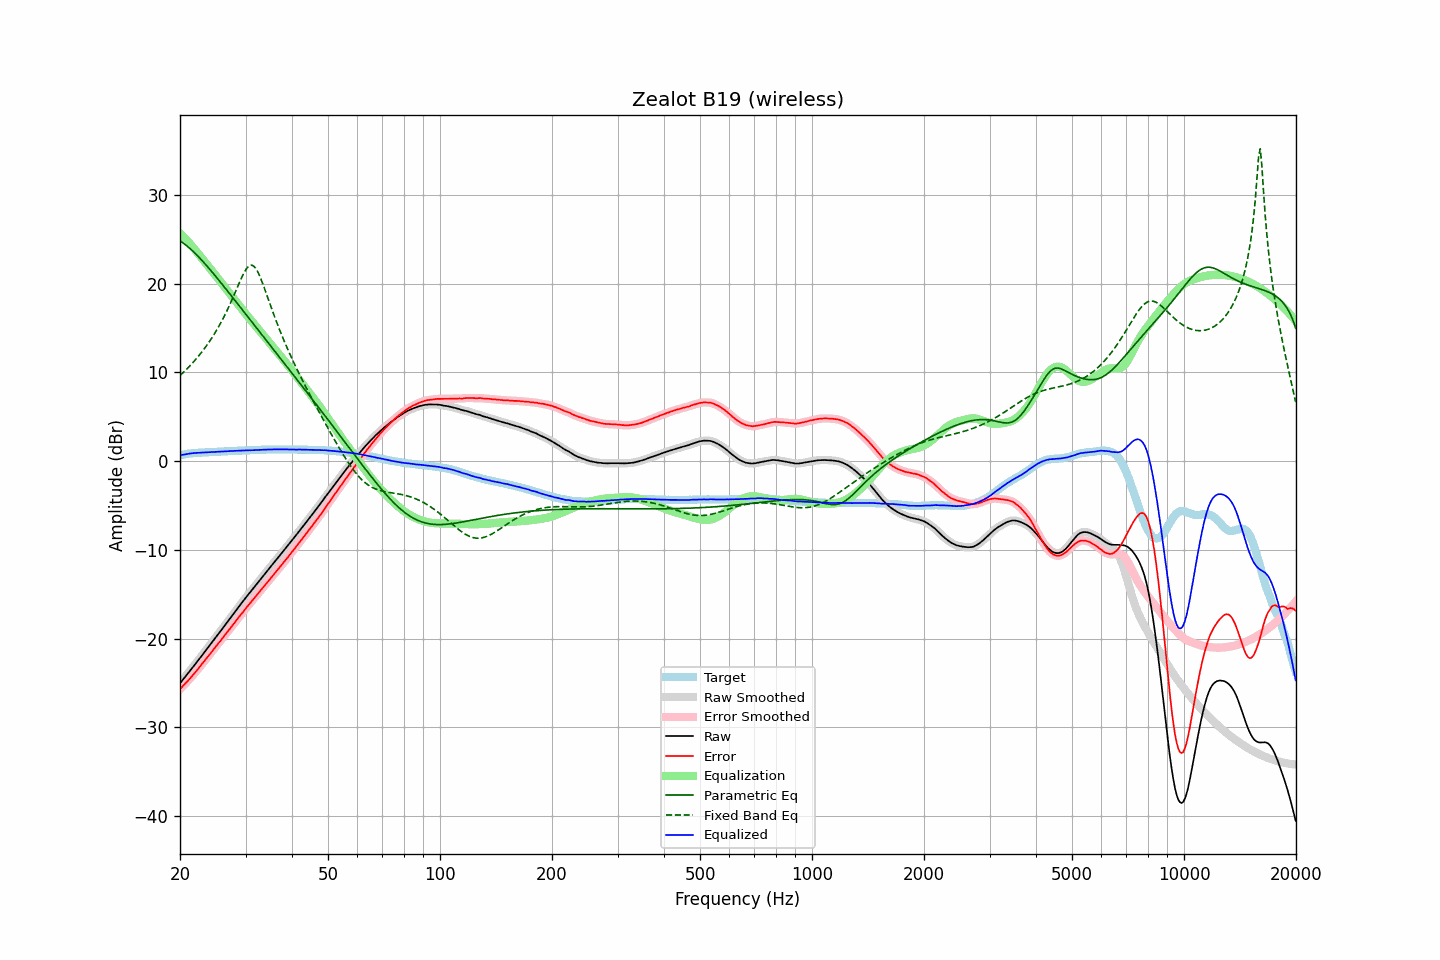 Zealot B19 (wireless)
Amplitude (dBr)
30
20
10
0
−10
−20
−30
−40
Target
Raw Smoothed
Error Smoothed
Raw
Error
Equalization
Parametric Eq
Fixed Band Eq
Equalized
20 50 100 200 500 1000 2000 5000 10000 20000
Frequency (Hz)